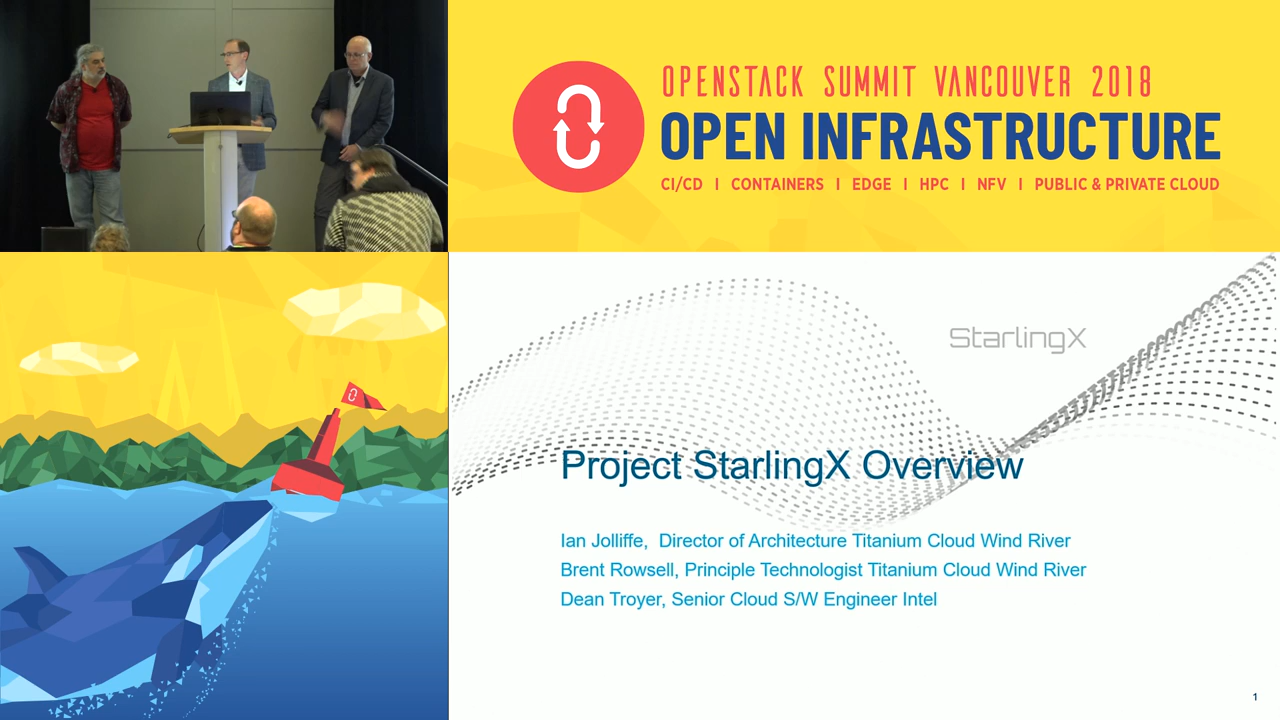 OPENSTACK SUMMIT VANCOUVER 2018
OPEN INFRASTRUCTURE
CI/CD | CONTAINERS | EDGE | HPC | NFV | PUBLIC & PRIVATE CLOUD
StarlingX
Project StarlingX Overview
Ian Jolliffe, Director of Architecture Titanium Cloud Wind River
Brent Rowsell, Principle Technologist Titanium Cloud Wind River
Dean Troyer, Senior Cloud S/W Engineer Intel
1